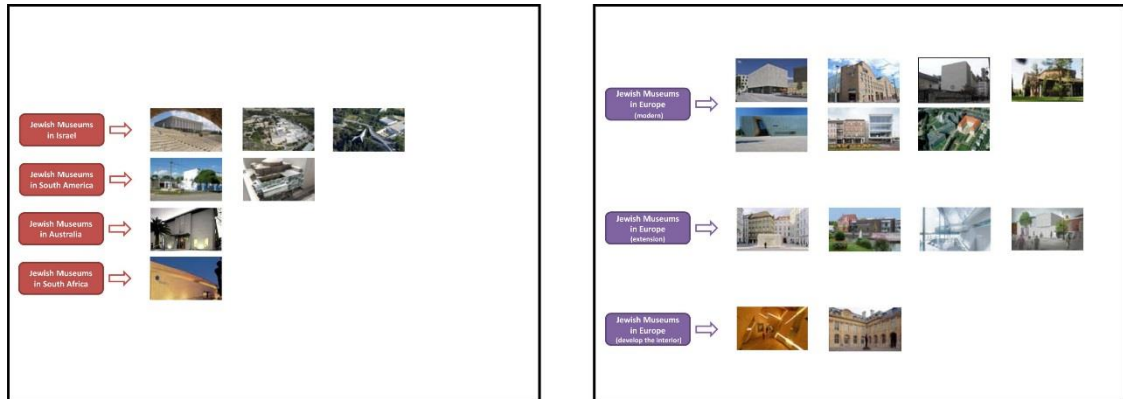 Jewish Museums
in Israel
Jewish Museums
in South America
Jewish Museums
in Australia
Jewish Museums
in South Africa
Jewish Museums
in Europe
(modern)
Jewish Museums
in Europe
(extension)
Jewish Museums
in Europe
(develop the interior)